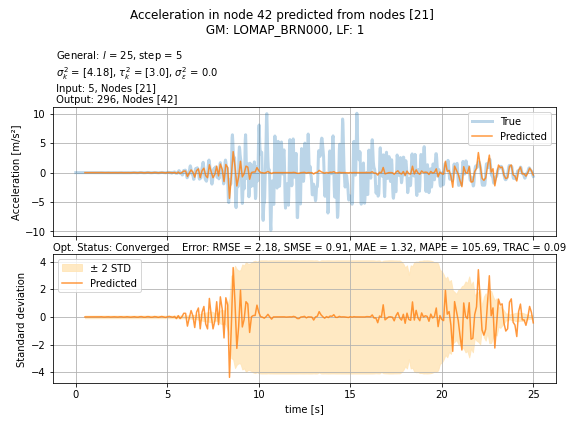 Acceleration in node 42 predicted from nodes [21]
GM: LOMAP_BRN000, LF: 1
General: l = 25, step = 5
σ²ₖ = [4.18], τ²ₖ = [3.0], σ²ε = 0.0
Input: 5, Nodes [21]
Output: 296, Nodes [42]
10
5
0
−5
−10
Acceleration [m/s²]
True
Predicted
Opt. Status: Converged Error: RMSE = 2.18, SMSE = 0.91, MAE = 1.32, MAPE = 105.69, TRAC = 0.09
4
2
0
−2
−4
Standard deviation
± 2 STD
Predicted
0 5 10 15 20 25
time [s]